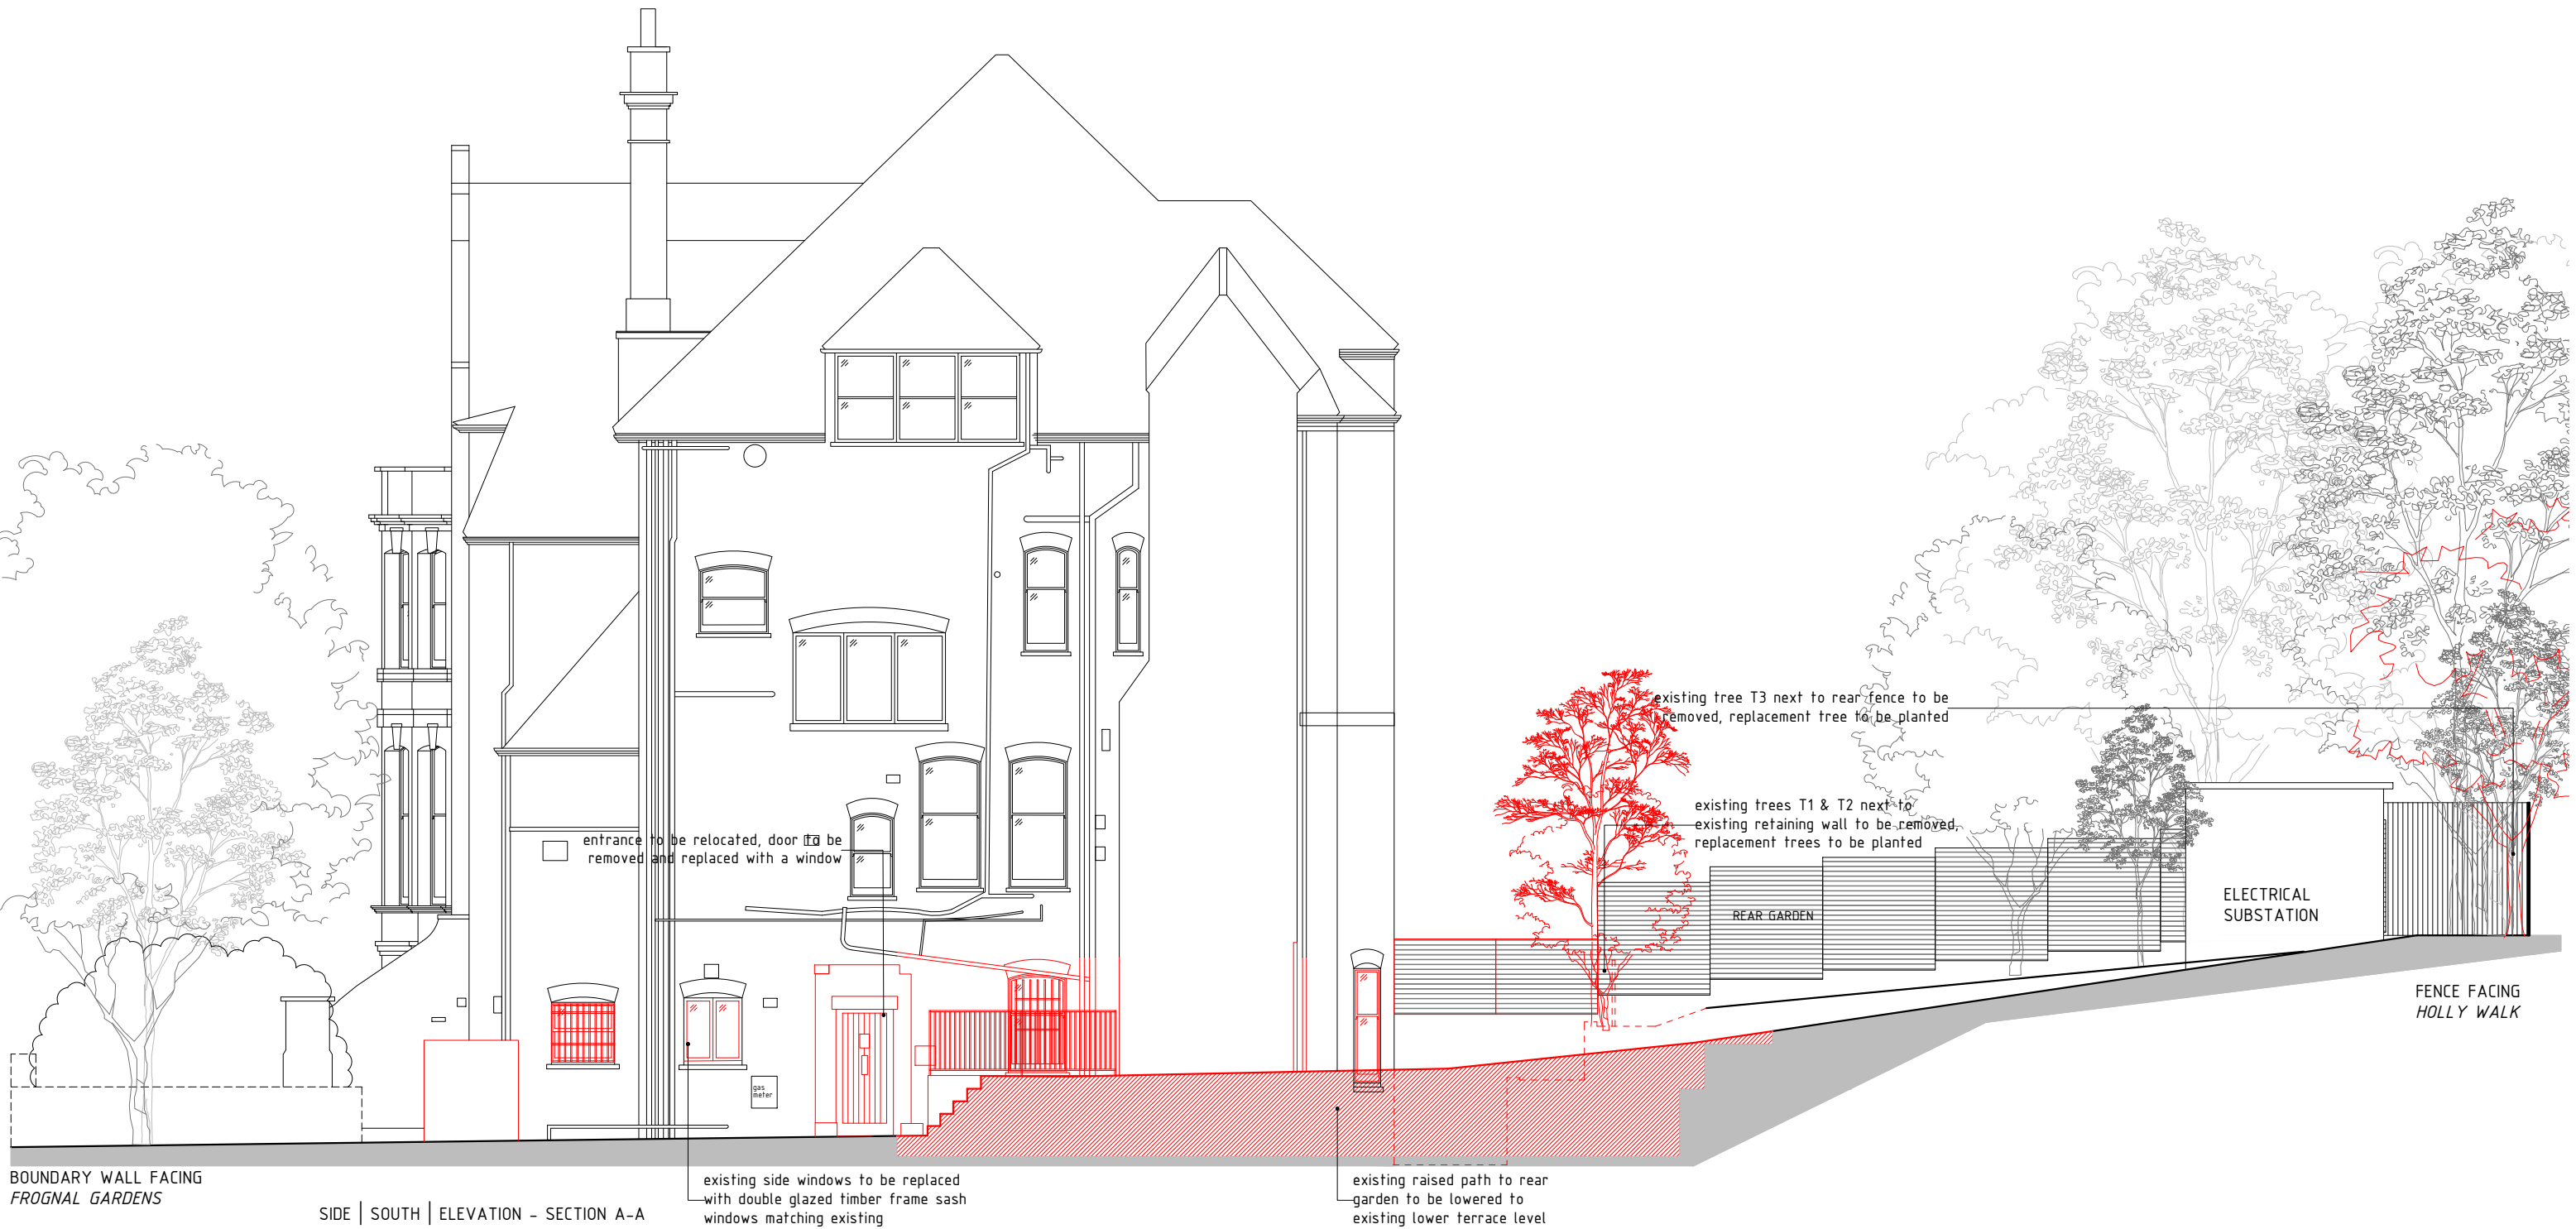 existing tree T3 next to rear fence to be
removed, replacement tree to be planted
existing trees T1 & T2 next to
existing retaining wall to be removed,
replacement trees to be planted
entrance to be relocated, door to be
removed and replaced with a window
REAR GARDEN
ELECTRICAL
SUBSTATION
FENCE FACING
HOLLY WALK
gas
meter
BOUNDARY WALL FACING
FROGNAL GARDENS
SIDE | SOUTH | ELEVATION - SECTION A-A
existing side windows to be replaced
with double glazed timber frame sash
windows matching existing
existing raised path to rear
garden to be lowered to
existing lower terrace level